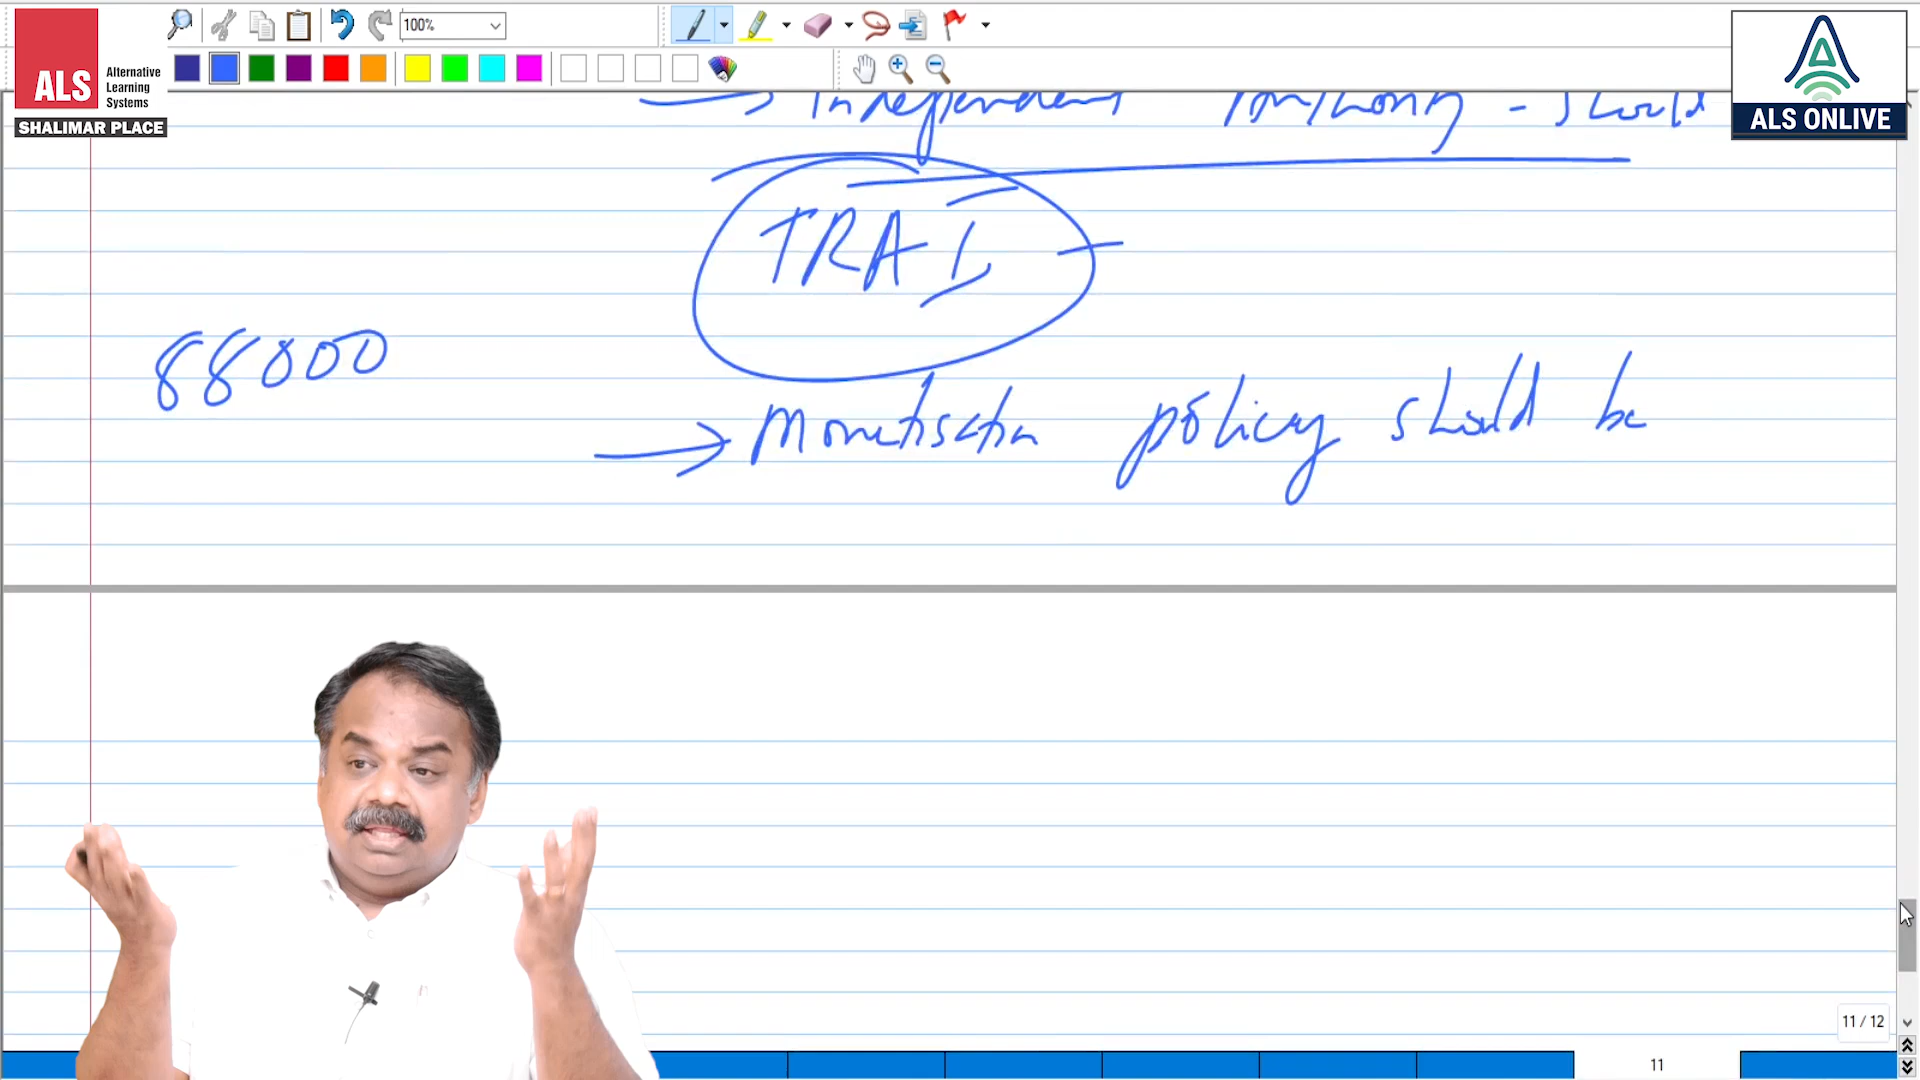 100%
ALS
Alternative
Learning
Systems
SHALIMAR PLACE
ALS ONLIVE
→ Independent - should
TRAI -
88000
→ Monetisation policy should be
11 / 12
11